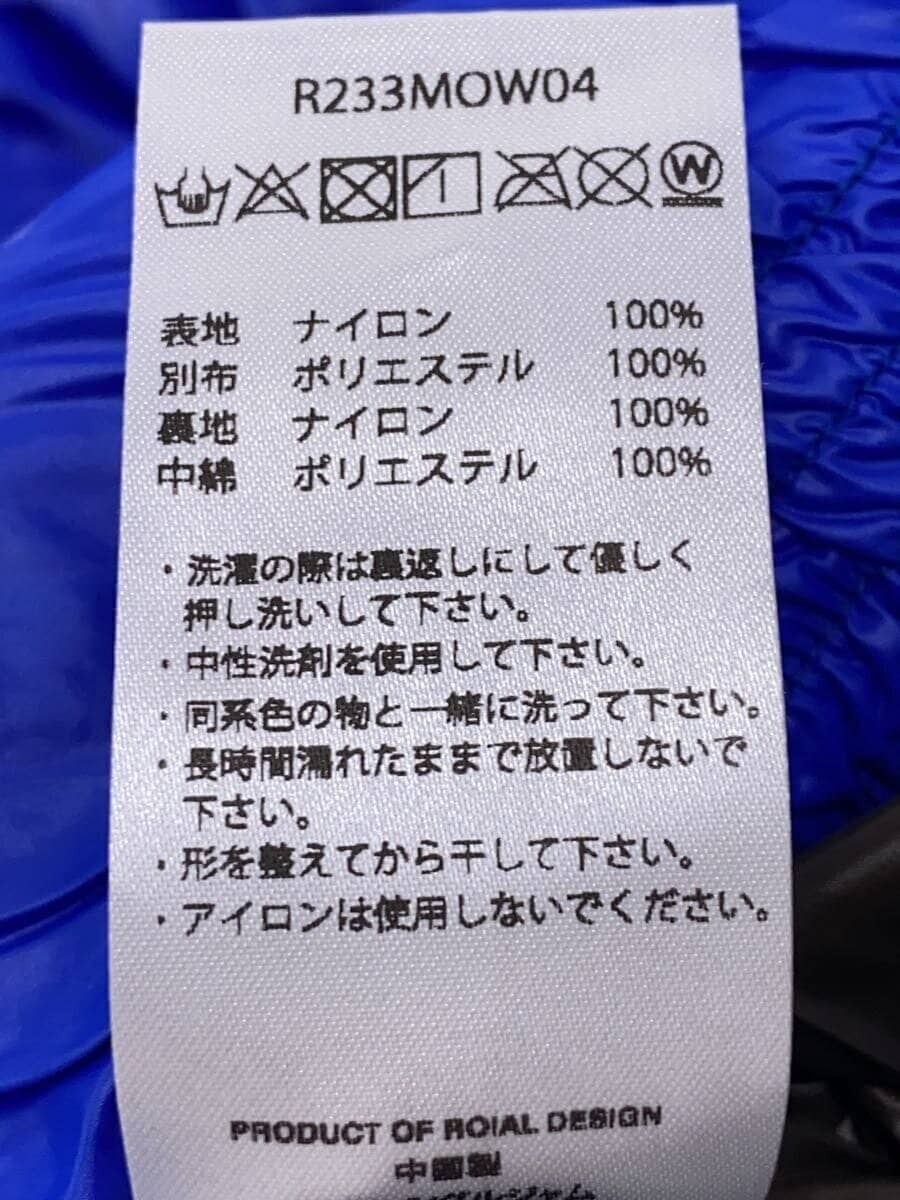 R233MOW04
W
表地 ナイロン 100%
別布 ポリエステル 100%
裏地 ナイロン 100%
中綿 ポリエステル 100%
・洗濯の際は裏返しにして優しく
押し洗いして下さい。
・中性洗剤を使用して下さい。
・同系色の物と一緒に洗って下さい。
・長時間濡れたままで放置しないで
下さい。
・形を整えてから干して下さい。
・アイロンは使用しないでください。
PRODUCT OF ROIAL DESIGN
中國製